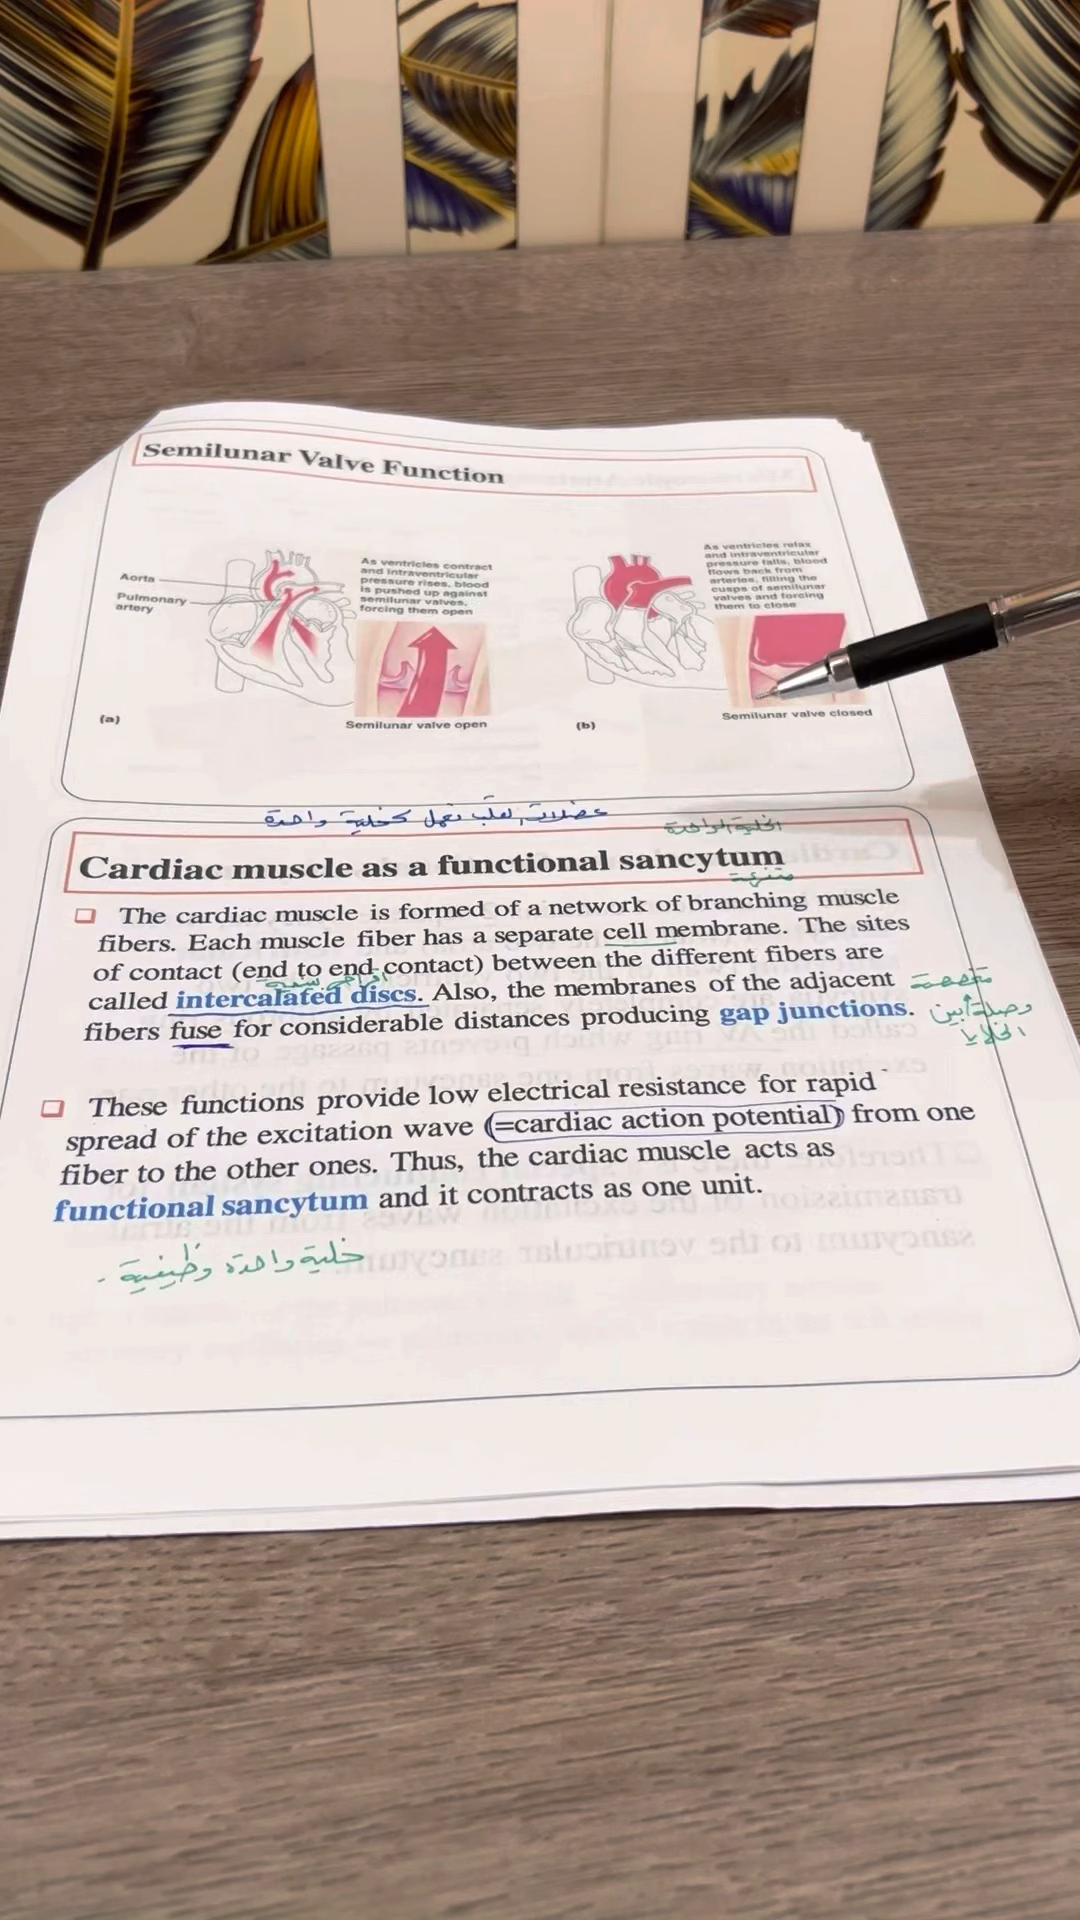 Semilunar Valve Function
Aorta
Pulmonary
artery
As ventricles contract
and intraventricular
pressure rises, blood
is pushed up against
semilunar valves,
forcing them open
(a)
Semilunar valve open
As ventricles relax
and intraventricular
pressure falls, blood
flows back from
arteries, filling the
cusps of semilunar
valves and forcing
them to close
(b)
Semilunar valve closed
عضلات القلب تعمل كخلية واحدة
الخلية الواحدة
Cardiac muscle as a functional sancytum
The cardiac muscle is formed of a network of branching muscle
fibers. Each muscle fiber has a separate cell membrane. The sites
of contact (end to end contact) between the different fibers are
called intercalated discs. Also, the membranes of the adjacent
fibers fuse for considerable distances producing gap junctions.
وصلة بين
الخلايا
These functions provide low electrical resistance for rapid
spread of the excitation wave (=cardiac action potential) from one
fiber to the other ones. Thus, the cardiac muscle acts as
functional sancytum and it contracts as one unit.
خلية واحدة وظيفية .